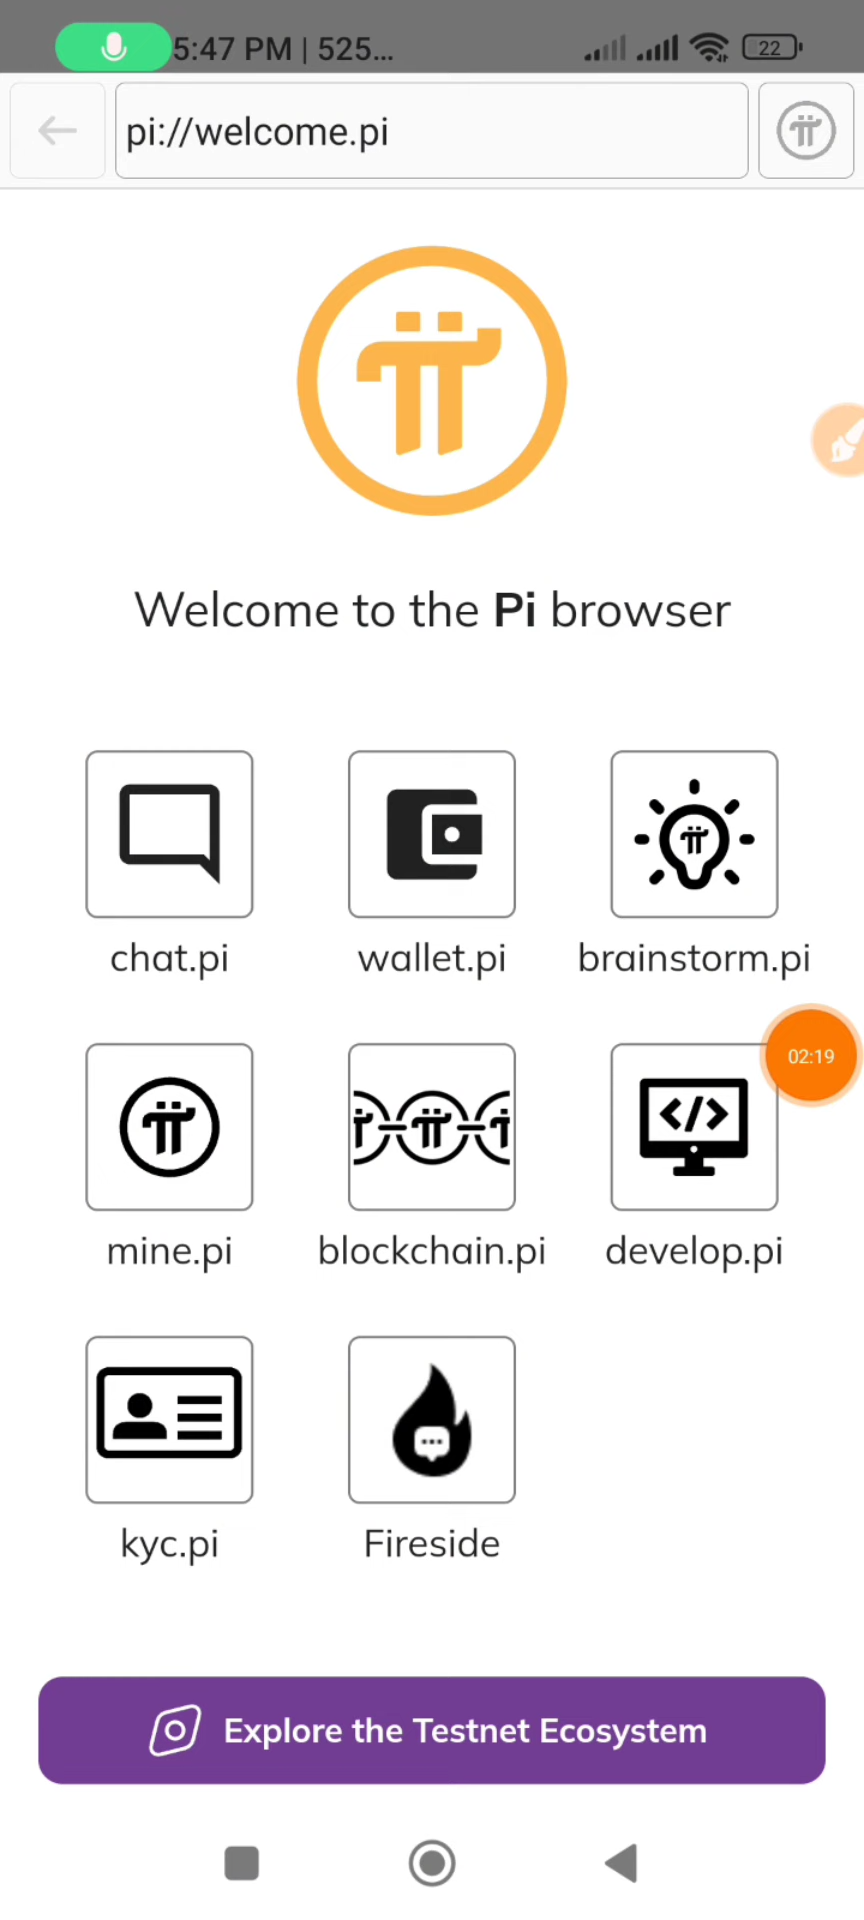 5:47 PM | 525...
22
pi://welcome.pi
Welcome to the Pi browser
chat.pi
wallet.pi
brainstorm.pi
02:19
mine.pi
blockchain.pi
develop.pi
kyc.pi
Fireside
Explore the Testnet Ecosystem